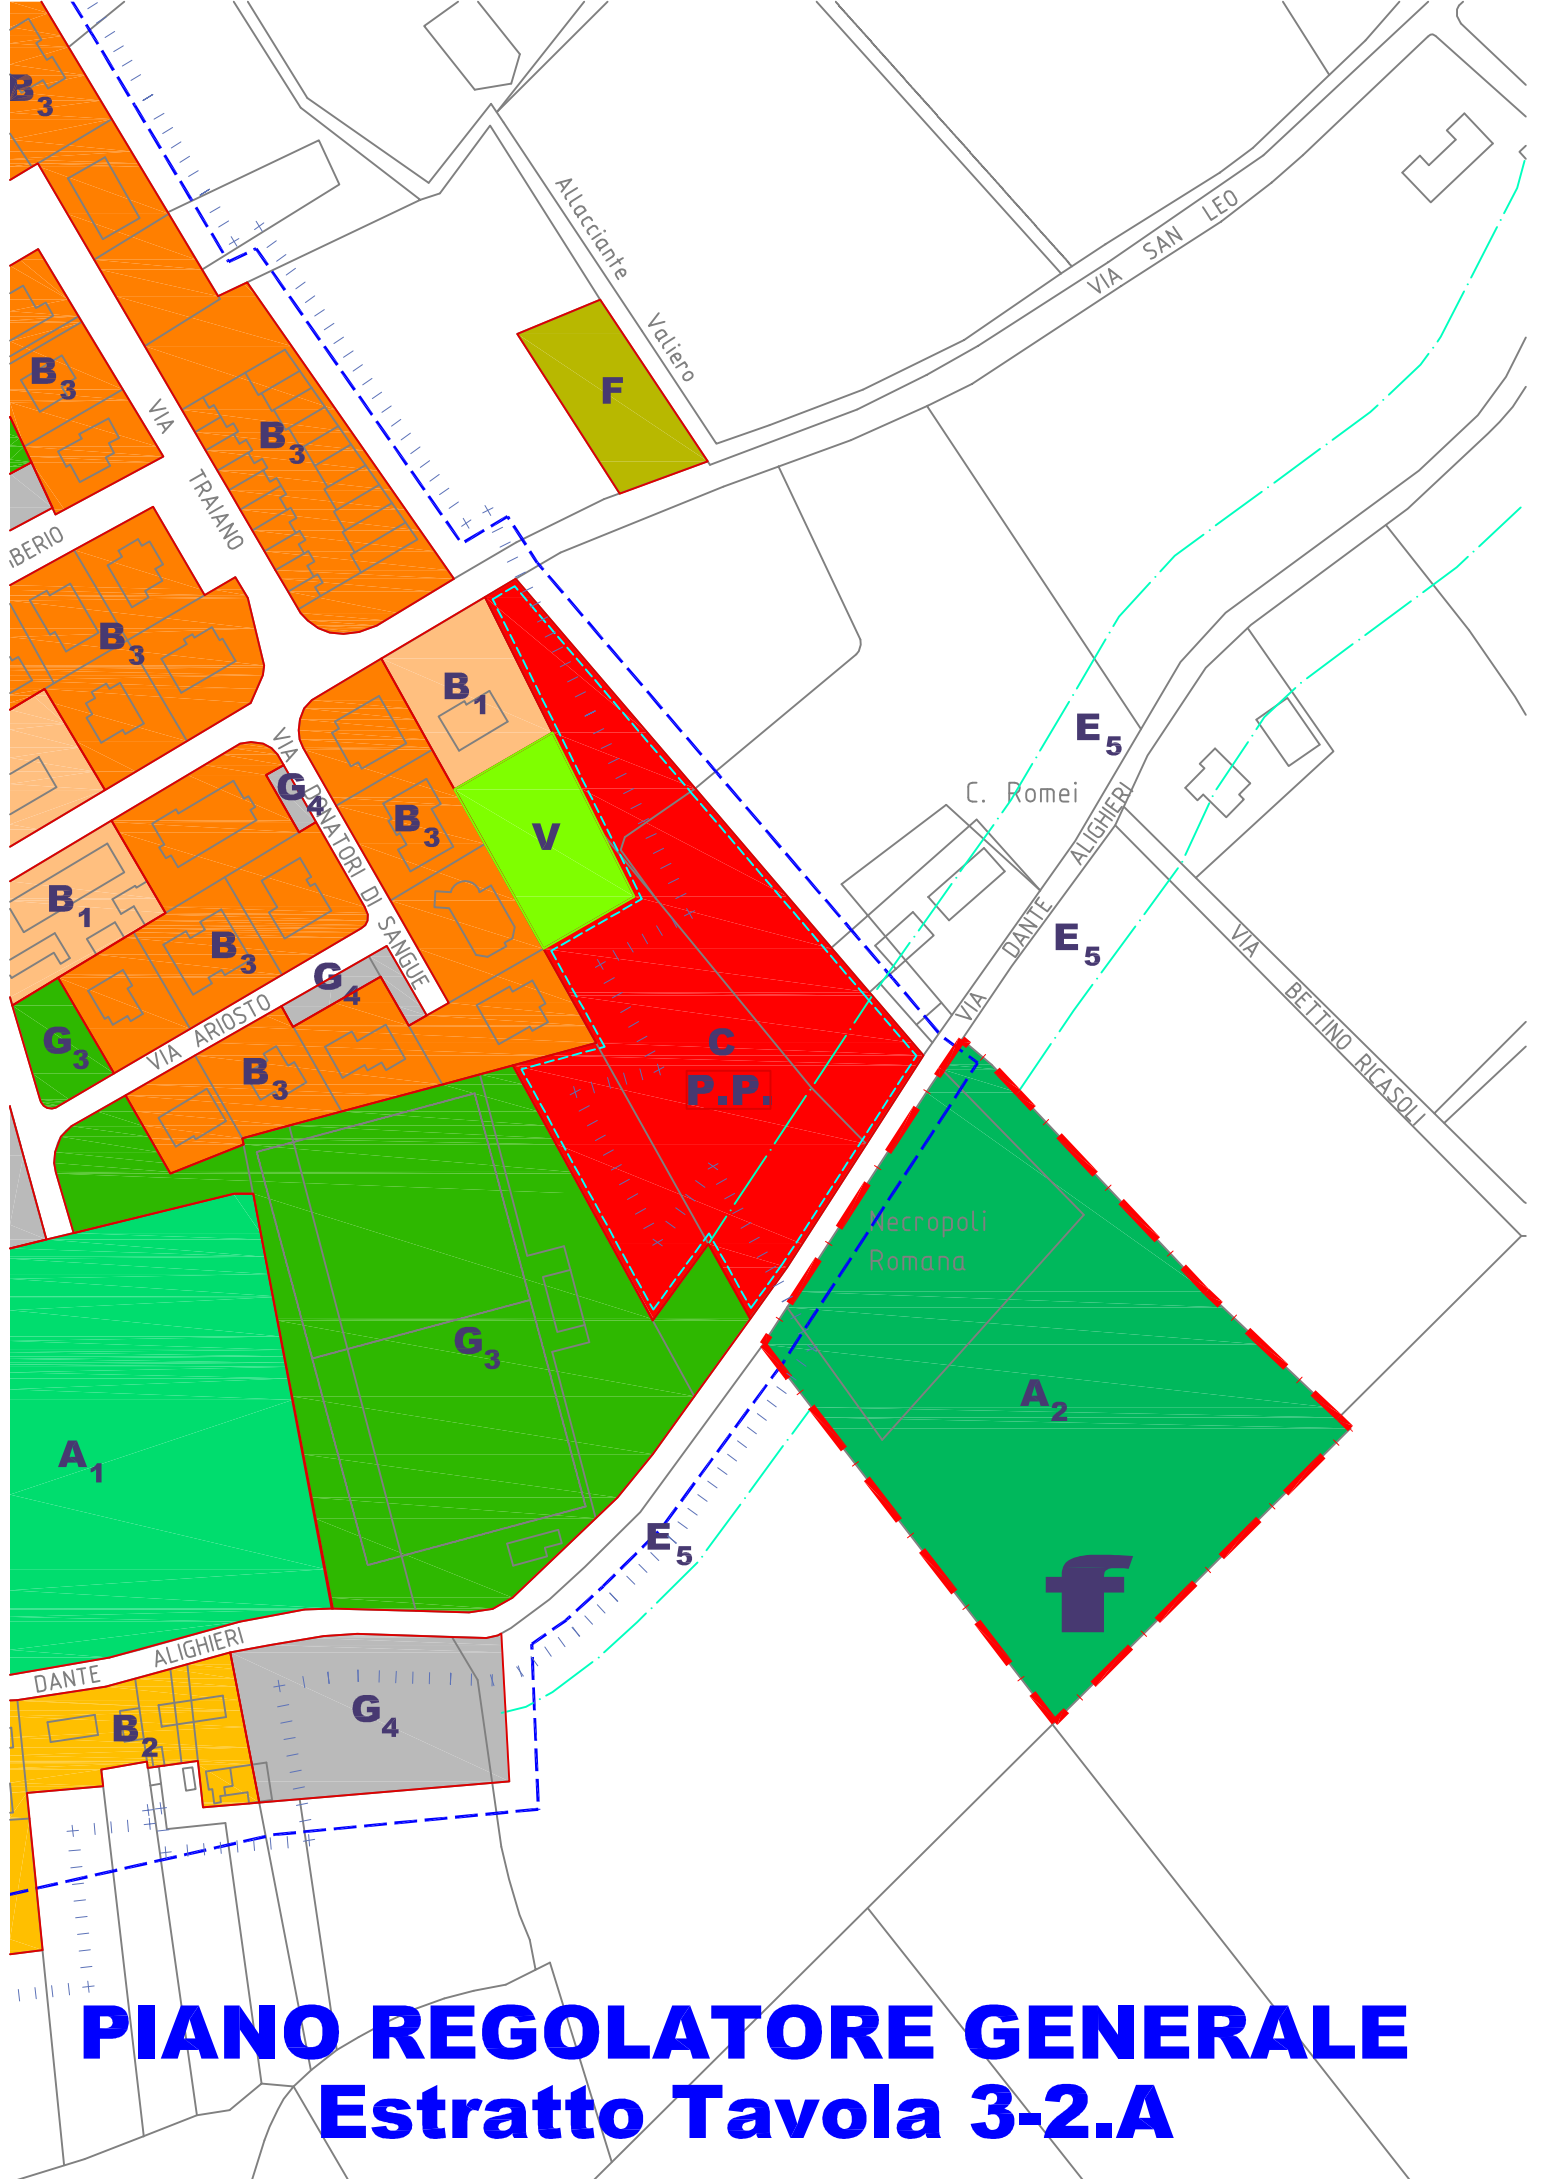 B3
Allacciante
Valiero
VIA SAN LEO
B3
F
VIA
TRAIANO
B3
BERIO
B3
B1
VIA DONATORI DI SANGUE
G4
B3
V
E5
C. Romei
VIA DANTE ALIGHIERI
B1
B3
G4
E5
VIA BETTINO RICASOLI
G3
VIA ARIOSTO
B3
C
P.P.
Necropoli
Romana
G3
A2
A1
E5
f
DANTE ALIGHIERI
G4
B2
PIANO REGOLATORE GENERALE
Estratto Tavola 3-2.A